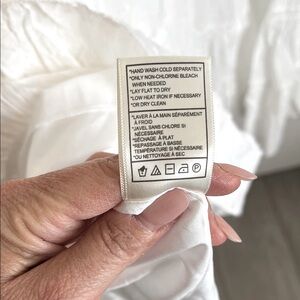 *HAND WASH COLD SEPARATELY
*ONLY NON-CHLORINE BLEACH
WHEN NEEDED
*LAY FLAT TO DRY
*LOW HEAT IRON IF NECESSARY
*OR DRY CLEAN
*LAVER À LA MAIN SÉPARÉMENT
À FROID
*JAVEL SANS CHLORS SI
NÉCESSAIRE
*SÉCHAGE À PLAT
*REPASSAGE À BASSE
TEMPÉRATURE SI NÉCESSAIRE
*OU NETTOYAGE À SEC